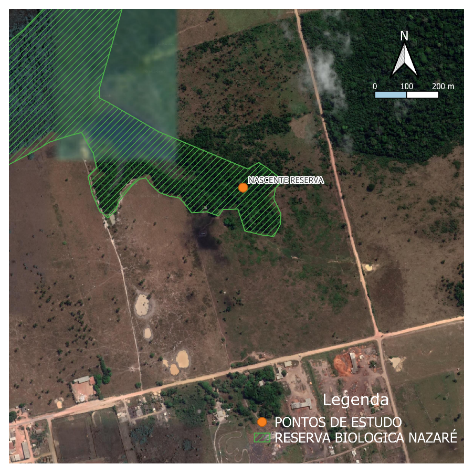 N
0 100 200 m
NASCENTE RESERVA
Legenda
PONTOS DE ESTUDO
RESERVA BIOLOGICA NAZARÉ